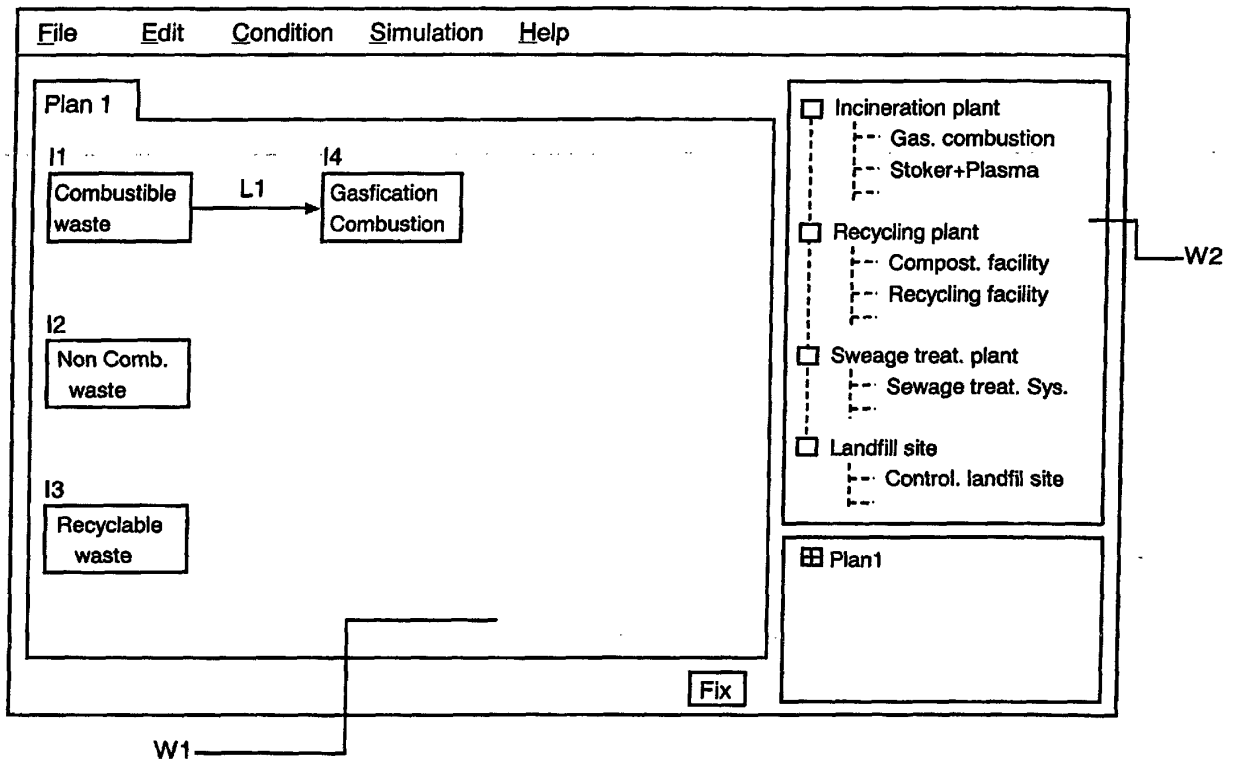 File Edit Condition Simulation Help
Plan 1
I1
Combustible
waste
L1
I4
Gasfication
Combustion
I2
Non Comb.
waste
I3
Recyclable
waste
Fix
W1
Incineration plant
Gas. combustion
Stoker+Plasma
Recycling plant
Compost. facility
Recycling facility
Sweage treat. plant
Sewage treat. Sys.
Landfill site
Control. landfil site
W2
Plan1